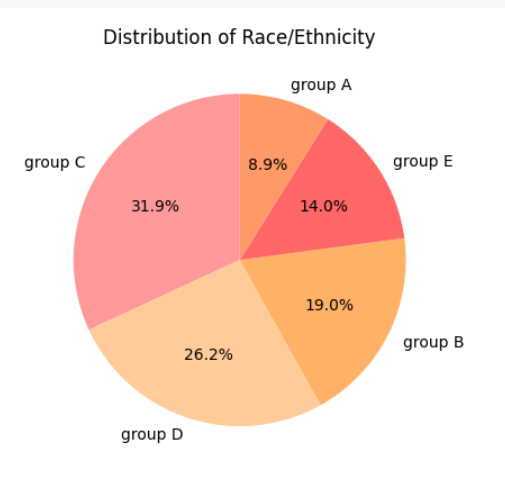 Distribution of Race/Ethnicity
group A
group C
group E
8.9%
31.9%
14.0%
19.0%
group B
26.2%
group D